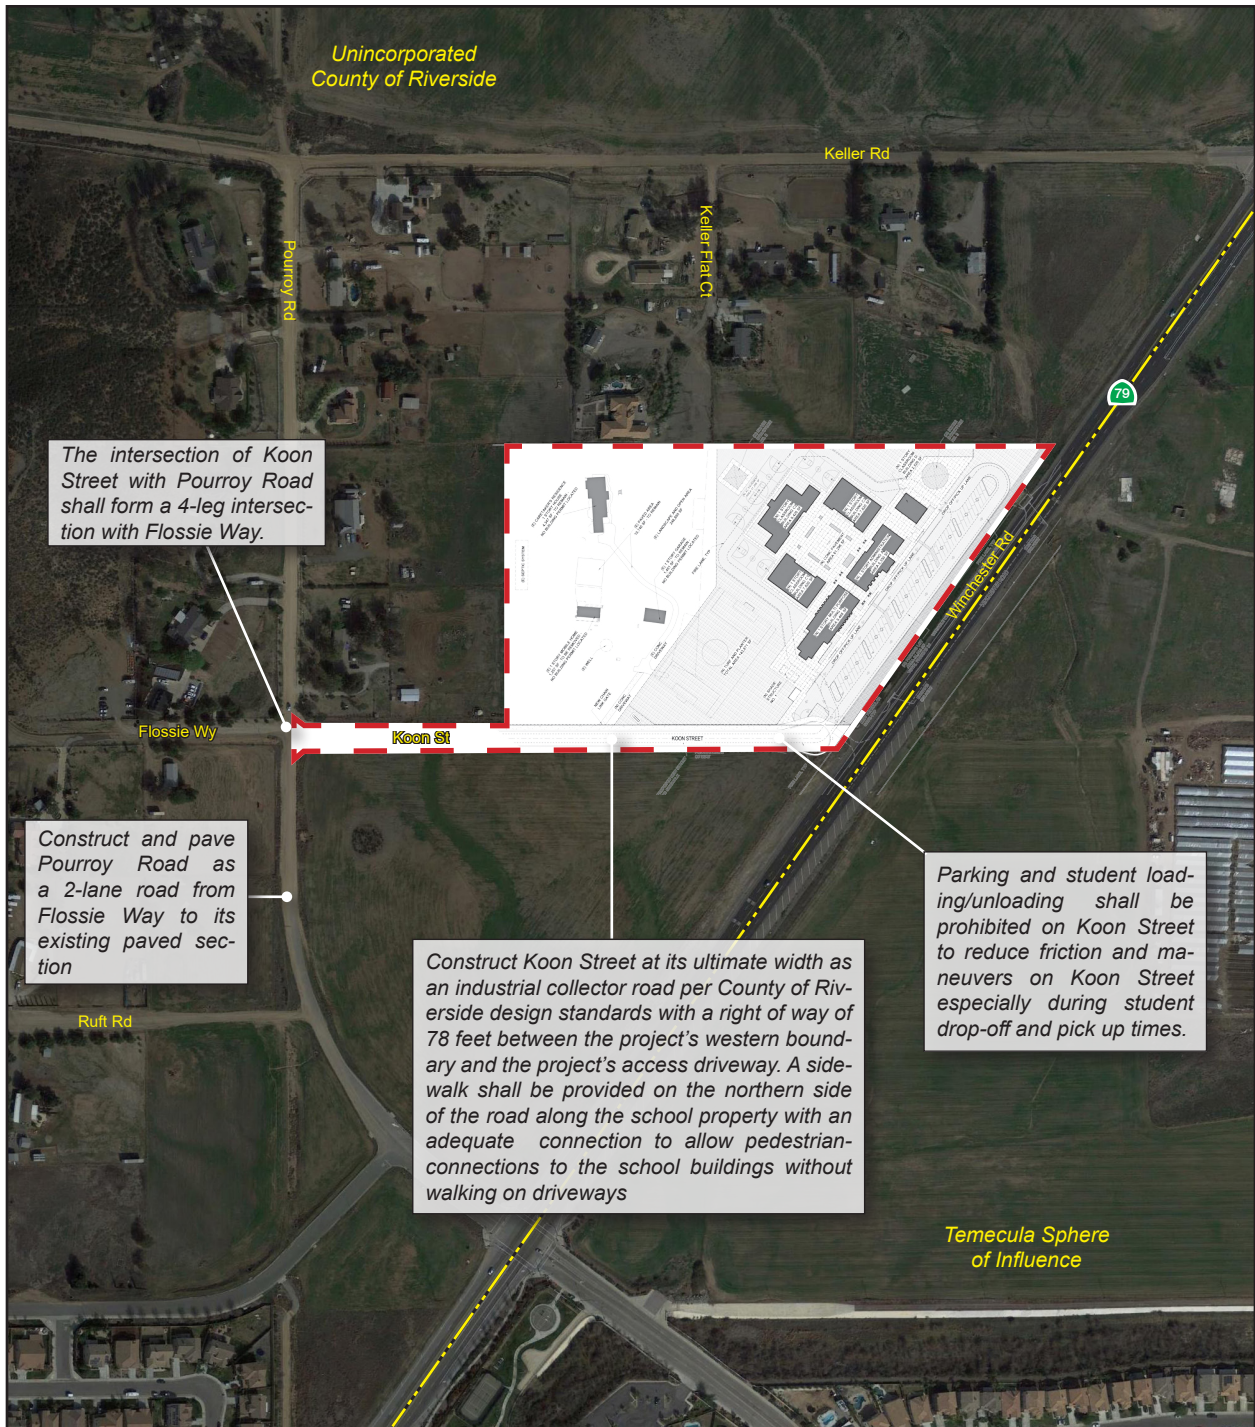 Unincorporated
County of Riverside
Keller Rd
Keller Flat Ct
Pourroy Rd
79
The intersection of Koon
Street with Pourroy Road
shall form a 4-leg intersec-
tion with Flossie Way.
Winchester Rd
Flossie Wy
Koon St
KOON STREET
Construct and pave
Pourroy Road as
a 2-lane road from
Flossie Way to its
existing paved sec-
tion
Parking and student load-
ing/unloading shall be
prohibited on Koon Street
to reduce friction and ma-
neuvers on Koon Street
especially during student
drop-off and pick up times.
Construct Koon Street at its ultimate width as
an industrial collector road per County of Riv-
erside design standards with a right of way of
78 feet between the project's western bound-
ary and the project's access driveway. A side-
walk shall be provided on the northern side
of the road along the school property with an
adequate connection to allow pedestrian-
connections to the school buildings without
walking on driveways
Ruft Rd
Temecula Sphere
of Influence